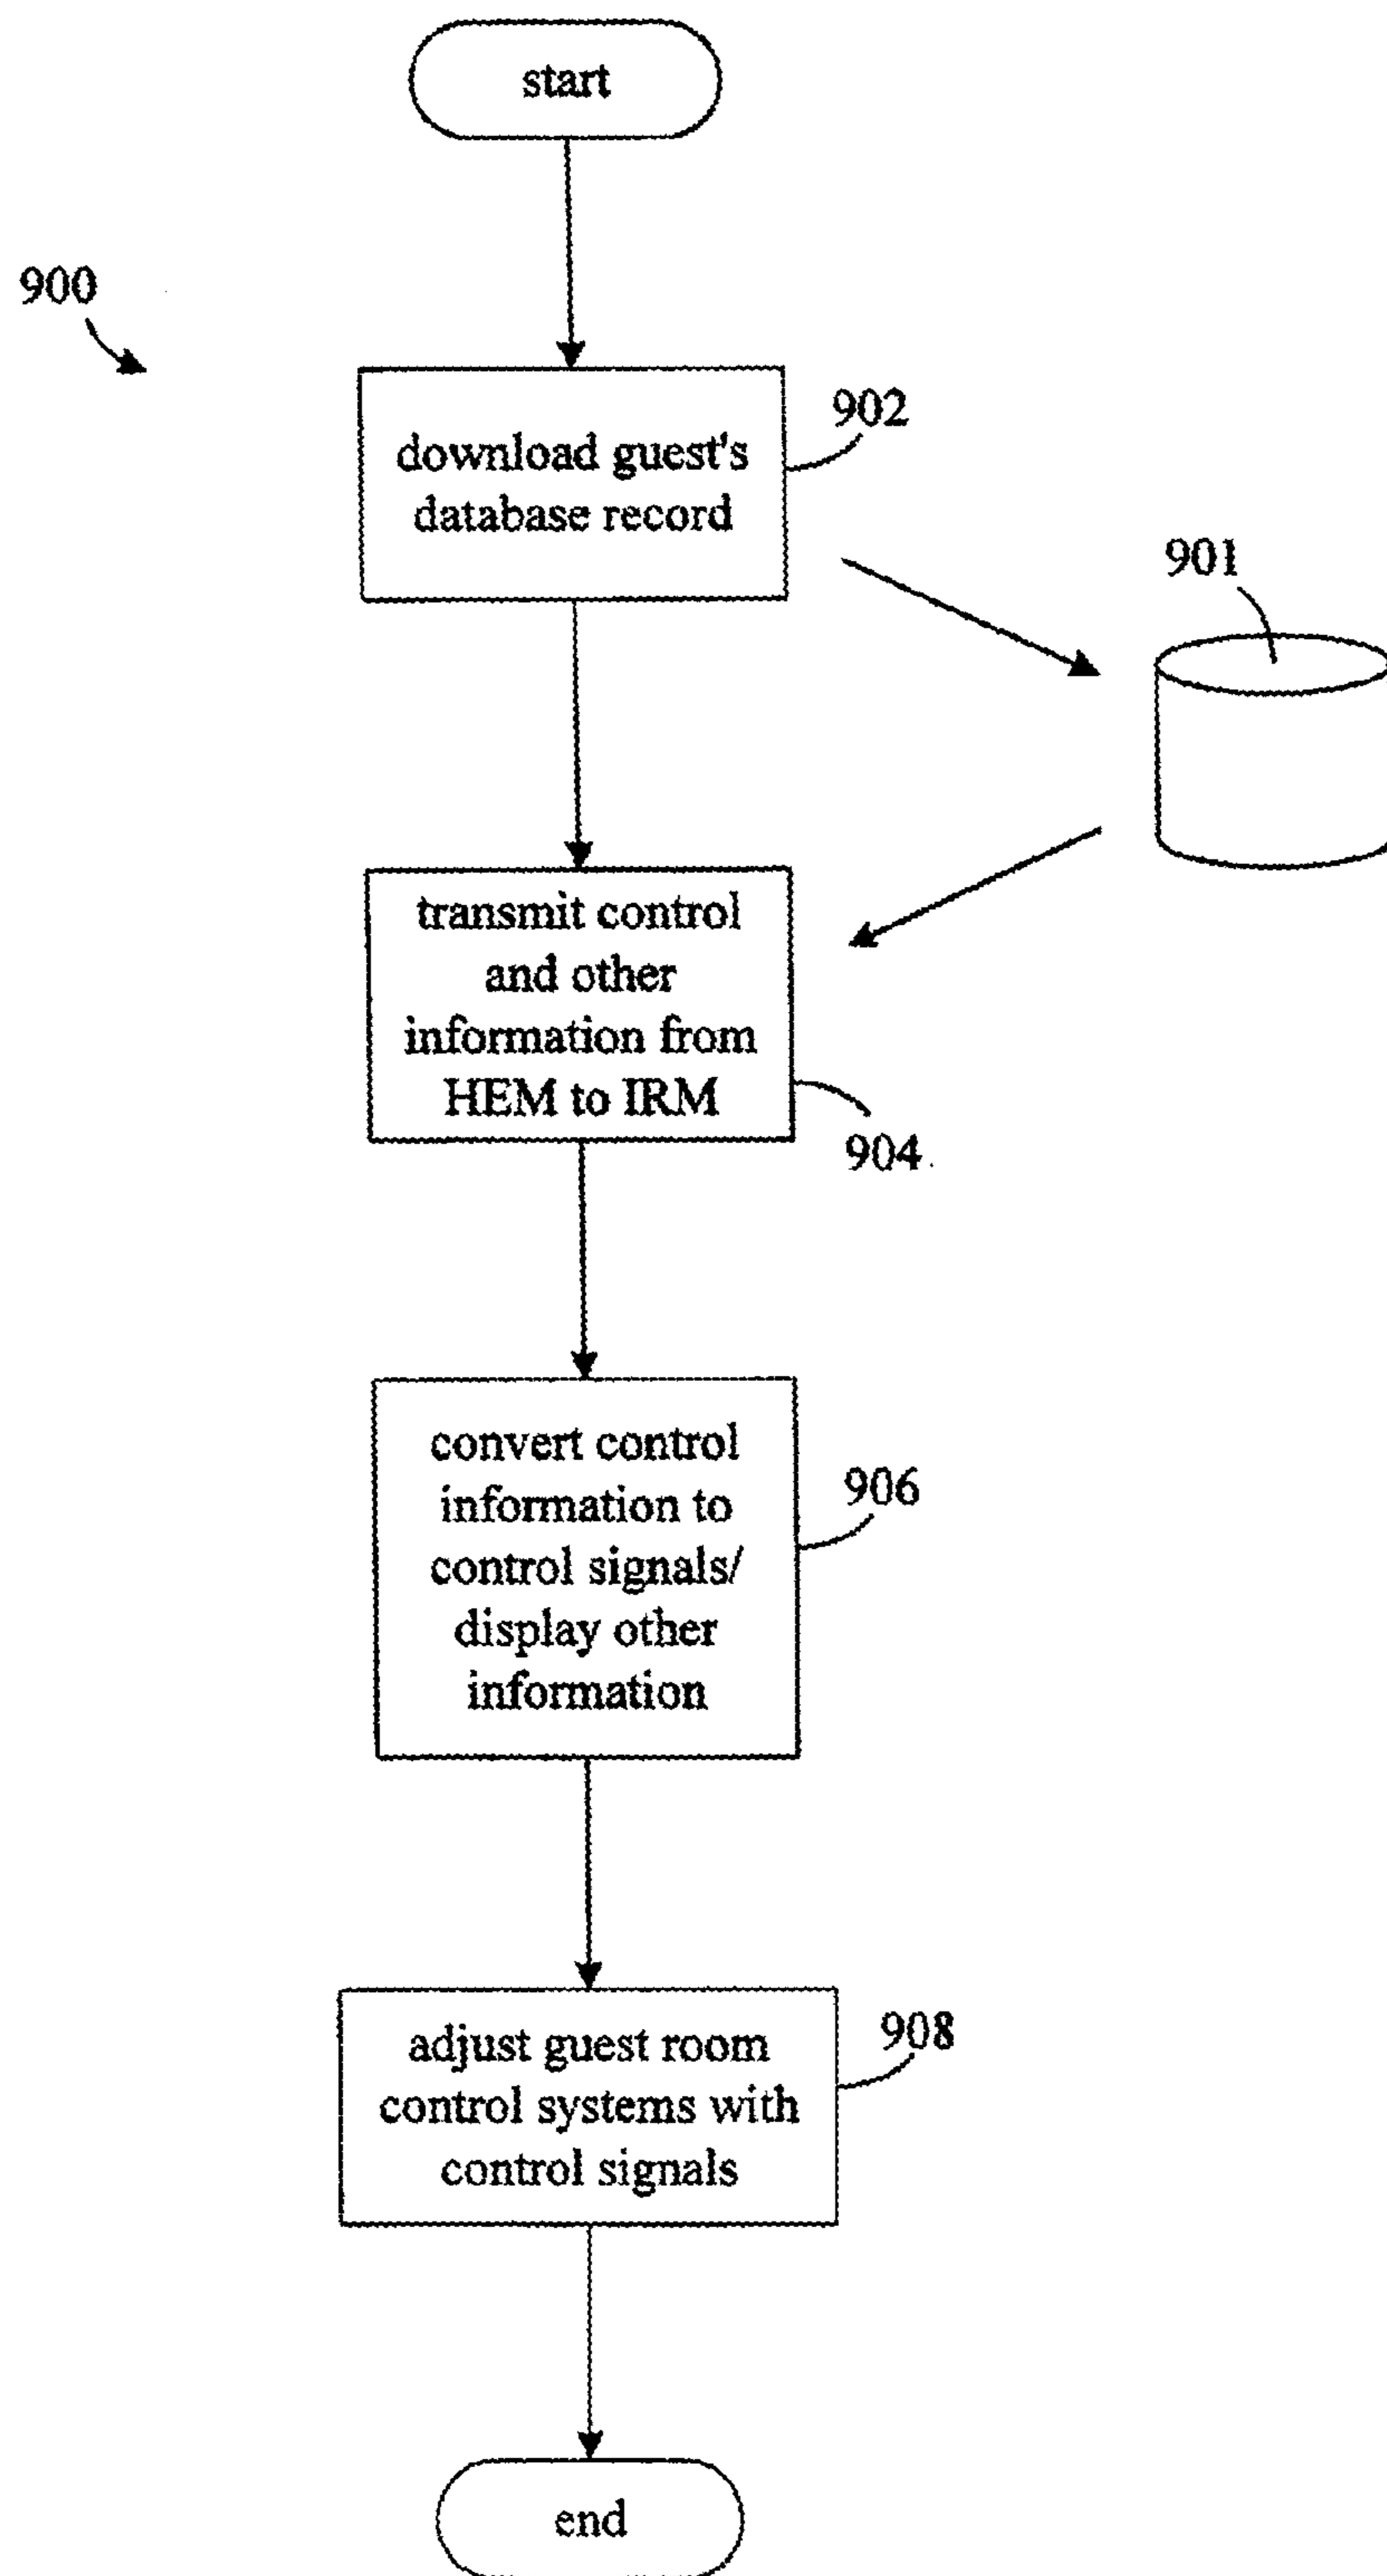 start
900
902
download guest's
database record
901
transmit control
and other
information from
HEM to IRM
904
convert control
information to
control signals/
display other
information
906
908
adjust guest room
control systems with
control signals
end